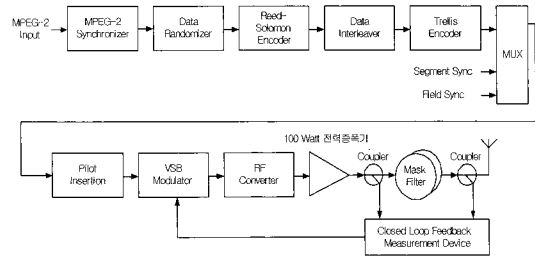 MPEG-2
Input
MPEG-2
Synchronizer
Data
Randomizer
Reed-
Solomon
Encoder
Data
Interleaver
Trellis
Encoder
MUX
Segment Sync
Field Sync
100 Watt 전력증폭기
Pilot
Insertion
VSB
Modulator
RF
Converter
Coupler
Mask
Filter
Coupler
Closed Loop Feedback
Measurement Device